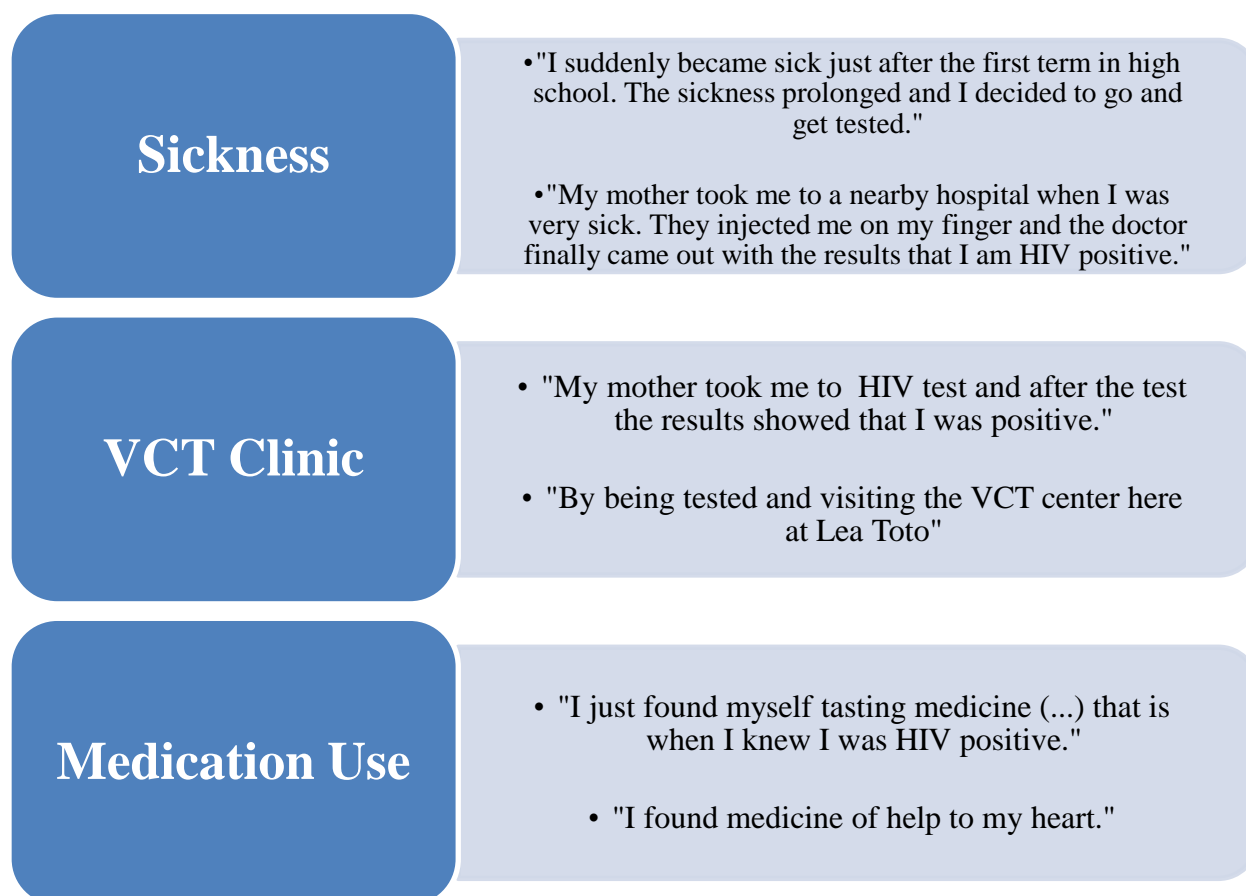 Sickness
•"I suddenly became sick just after the first term in high
school. The sickness prolonged and I decided to go and
get tested."
•"My mother took me to a nearby hospital when I was
very sick. They injected me on my finger and the doctor
finally came out with the results that I am HIV positive."
VCT Clinic
• "My mother took me to  HIV test and after the test
the results showed that I was positive."
• "By being tested and visiting the VCT center here
at Lea Toto"
Medication Use
• "I just found myself tasting medicine (...) that is
when I knew I was HIV positive."
• "I found medicine of help to my heart."